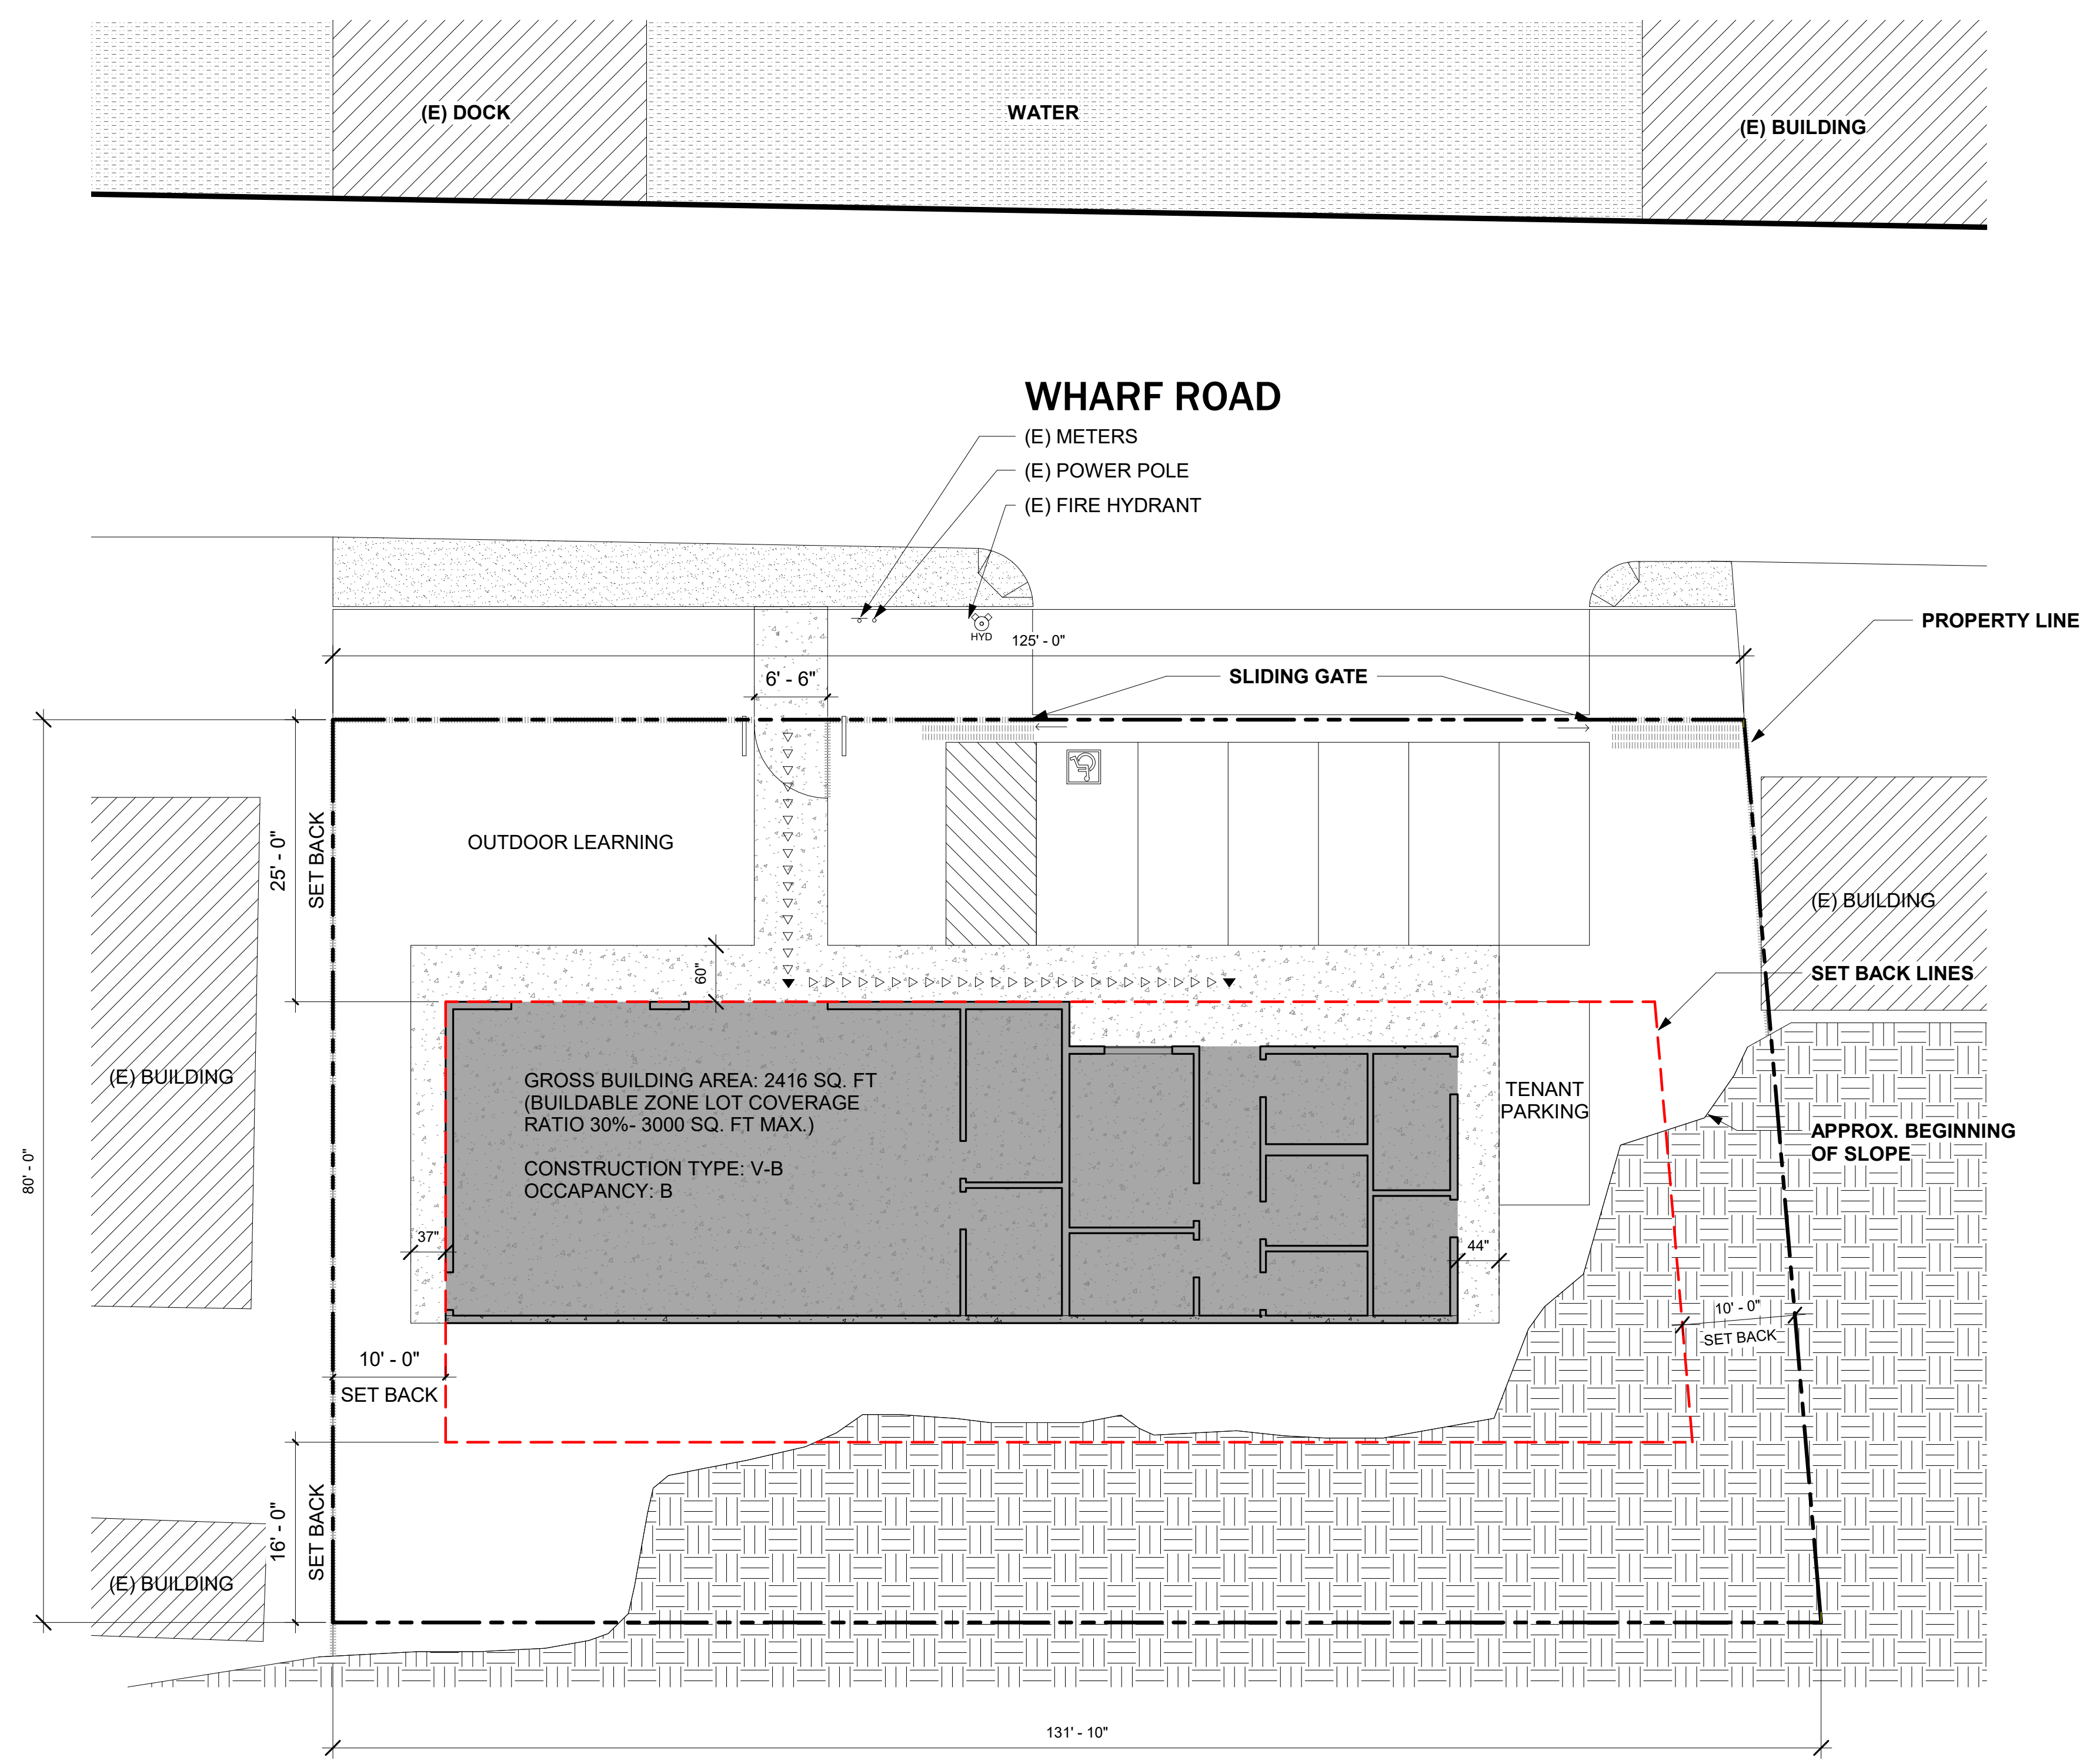 (E) DOCK
WATER
(E) BUILDING
WHARF ROAD
(E) METERS
(E) POWER POLE
(E) FIRE HYDRANT
HYD
125' - 0"
PROPERTY LINE
6' - 6"
SLIDING GATE
25' - 0"
SET BACK
OUTDOOR LEARNING
(E) BUILDING
60"
SET BACK LINES
(E) BUILDING
GROSS BUILDING AREA: 2416 SQ. FT
(BUILDABLE ZONE LOT COVERAGE
RATIO 30%- 3000 SQ. FT MAX.)
CONSTRUCTION TYPE: V-B
OCCAPANCY: B
TENANT
PARKING
APPROX. BEGINNING
OF SLOPE
80' - 0"
37"
44"
10' - 0"
SET BACK
10' - 0"
SET BACK
16' - 0"
SET BACK
(E) BUILDING
131' - 10"